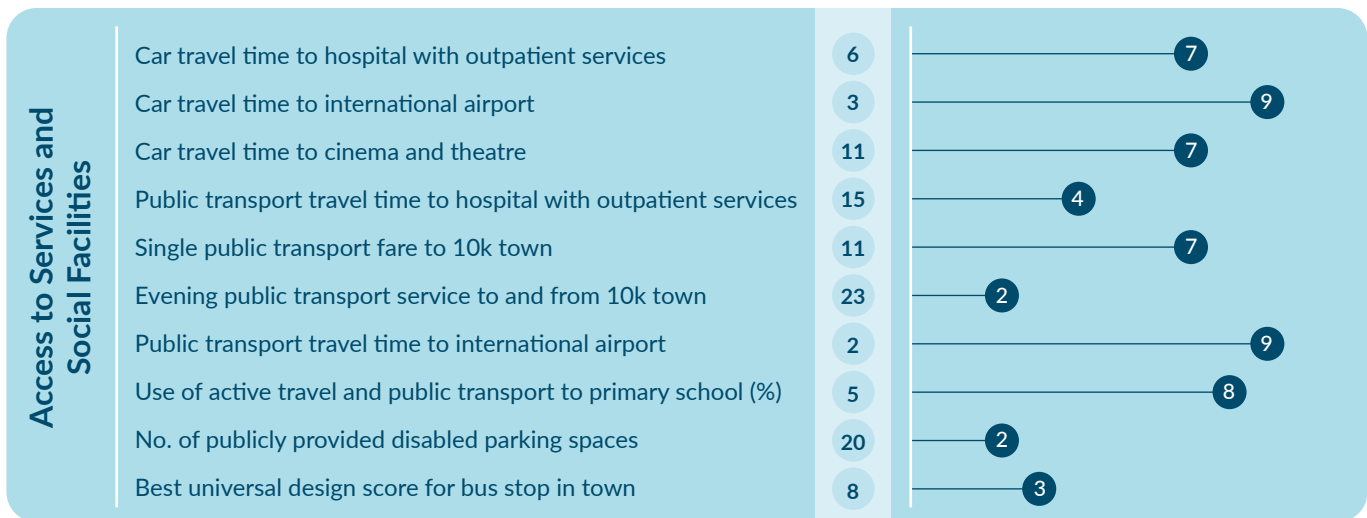 Access to Services and
Social Facilities
Car travel time to hospital with outpatient services 6 7
Car travel time to international airport 3 9
Car travel time to cinema and theatre 11 7
Public transport travel time to hospital with outpatient services 15 4
Single public transport fare to 10k town 11 7
Evening public transport service to and from 10k town 23 2
Public transport travel time to international airport 2 9
Use of active travel and public transport to primary school (%) 5 8
No. of publicly provided disabled parking spaces 20 2
Best universal design score for bus stop in town 8 3